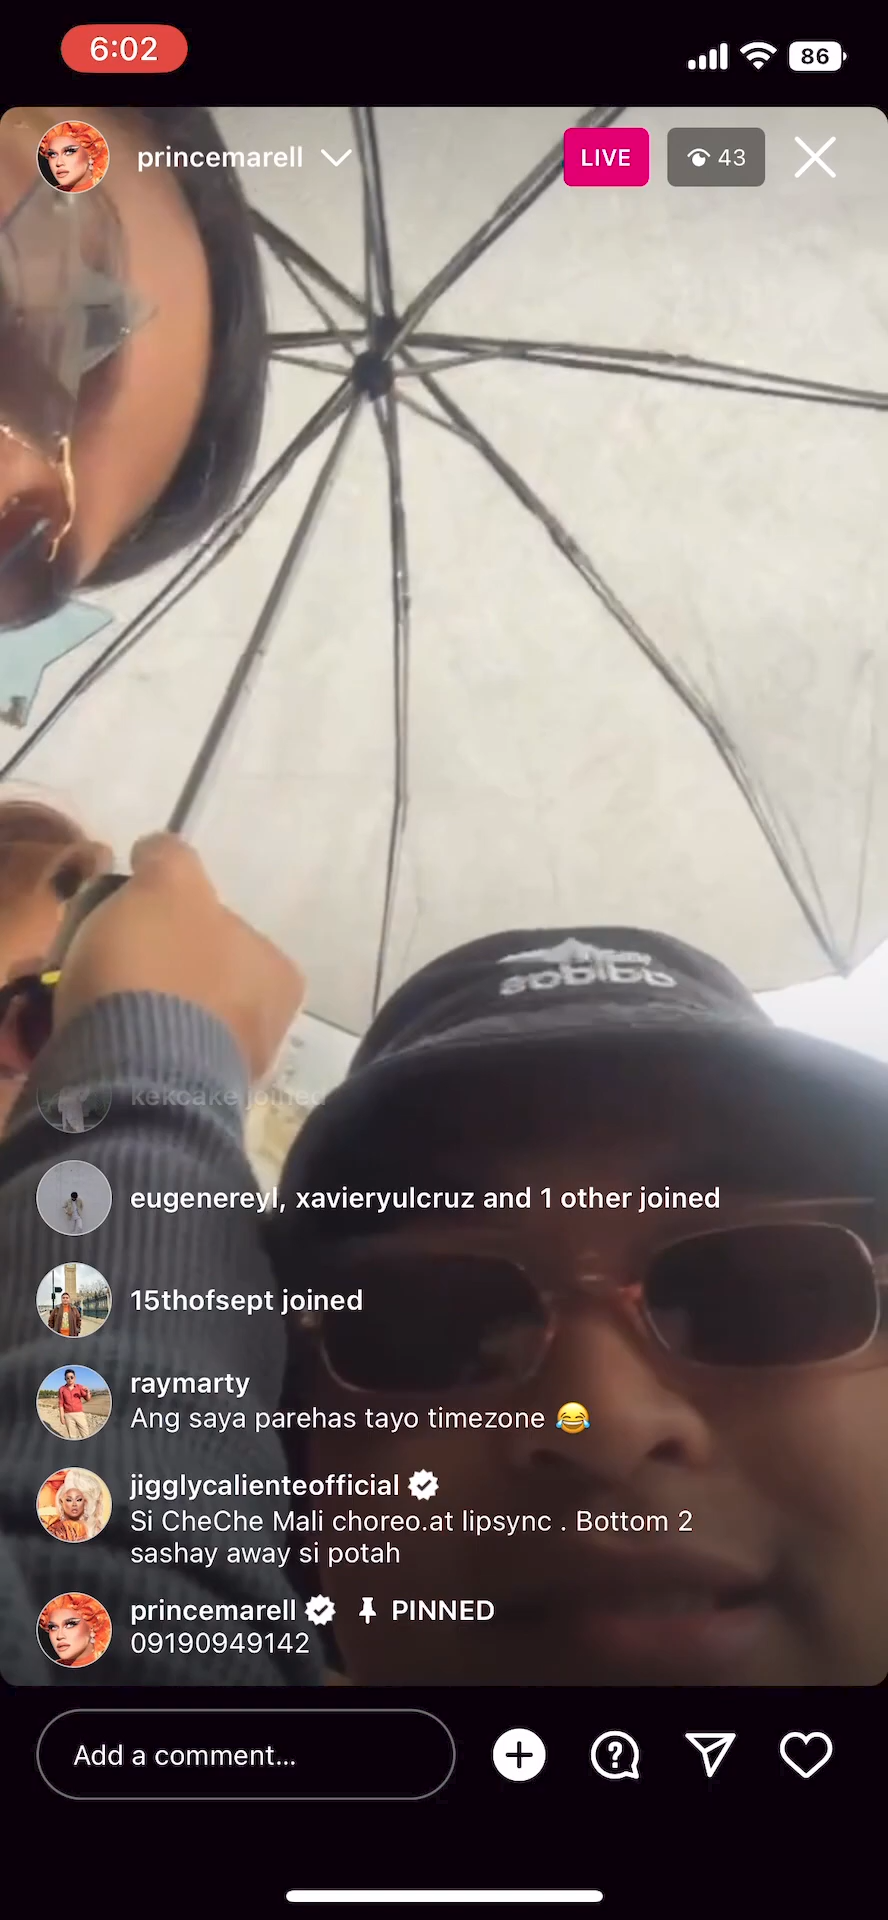 6:02
86
princemarell
LIVE
43
kekcake joined
eugenereyl, xavieryulcruz and 1 other joined
15thofsept joined
raymarty
Ang saya parehas tayo timezone 😂
jigglycalienteofficial
Si CheChe Mali choreo.at lipsync . Bottom 2
sashay away si potah
princemarell PINNED
09190949142
Add a comment...